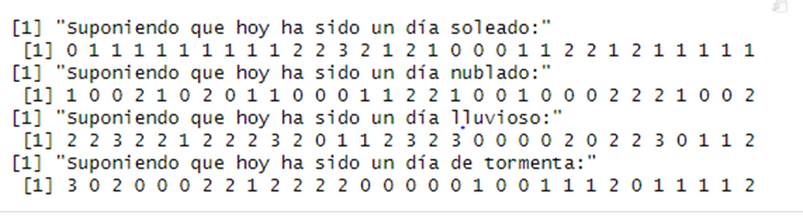 [1] "Suponiendo que hoy ha sido un día soleado:"
[1] 0 1 1 1 1 1 1 1 1 1 2 2 3 2 1 2 1 0 0 0 1 1 2 2 1 2 1 1 1 1 1
[1] "Suponiendo que hoy ha sido un día nublado:"
[1] 1 0 0 2 1 0 2 0 1 1 0 0 0 1 1 2 2 1 0 0 1 0 0 0 2 2 2 1 0 0 2
[1] "Suponiendo que hoy ha sido un día lluvioso:"
[1] 2 2 3 2 2 1 2 2 2 3 2 0 1 1 2 3 2 3 0 0 0 0 2 0 2 2 3 0 1 1 2
[1] "Suponiendo que hoy ha sido un día de tormenta:"
[1] 3 0 2 0 0 0 2 2 1 2 2 2 2 0 0 0 0 0 1 0 0 1 1 1 2 0 1 1 1 1 2